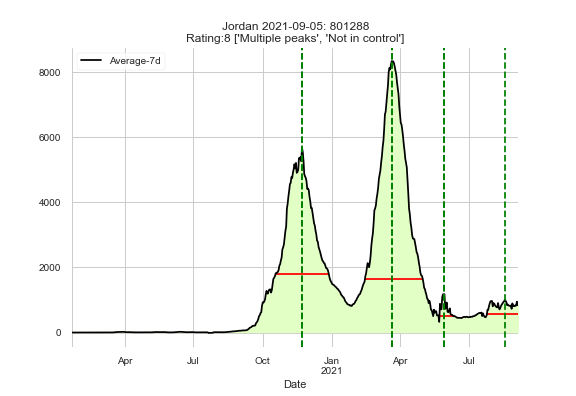 Jordan 2021-09-05: 801288
Rating:8 ['Multiple peaks', 'Not in control']
Average-7d
8000
6000
4000
2000
0
Apr
Jul
Oct
Jan
2021
Apr
Jul
Date